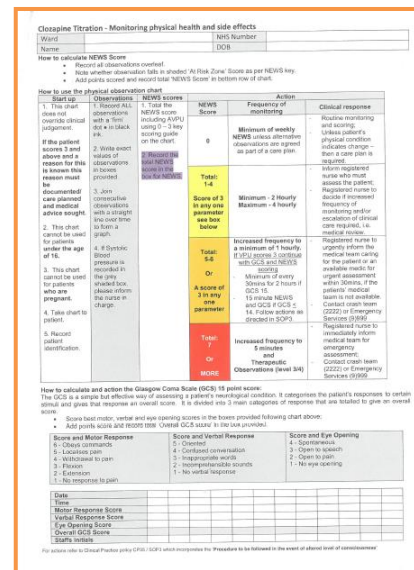 Clozapine Titration - Monitoring physical health and side effects
Ward
NHS Number
Name
DOB
How to calculate NEWS Score
• Record all observations overleaf.
• Note whether observation falls in shaded 'At Risk Zone' Score as per NEWS key.
• Add points scored and record total 'NEWS Score' in bottom row of chart.
How to use the physical observation chart
Start up
1. This chart
does not
override clinical
judgement.
If the patient
scores 3 and
above and a
reason for this
is known this
reason must
be
documented/
care planned
and medical
advice sought.
2. This chart
cannot be used
for patients
under the age
of 16.
3. This chart
cannot be used
for patients
who are
pregnant.
4. Take chart to
patient.
5. Record
patient
identification.
Observations
1. Record ALL
observations
with a firm
dot • in black
ink.
2. Write exact
values of
observations
in boxes
provided
3. Join
consecutive
observations
with a straight
line over time
to form a
graph.
4. If Systolic
Blood
pressure is
recorded in
the grey
shaded box,
please inform
the nurse in
charge.
NEWS scores
1. Total the
NEWS score
including AVPU
using 0 – 3 key
scoring guide
on the chart.
2. Record the
total NEWS
score in the
box for NEWS
Action
NEWS
Score
Frequency of
monitoring
Clinical response
0
Minimum of weekly
NEWS unless alternative
observations are agreed
as part of a care plan.
- Routine monitoring
and scoring.
- Unless patient's
physical condition
indicates change –
then a care plan is
required.
Total:
1-4
Score of 3
in any one
parameter
see box
below
Minimum - 2 Hourly
Maximum – 4 hourly
- Inform registered
nurse who must
assess the patient;
- Registered nurse to
decide if increased
frequency of
monitoring and/or
escalation of clinical
care required, i.e.
medical review.
Total:
5-6
Or
A score of
3 in any one
parameter
Increased frequency to
a minimum of 1 hourly.
If VPU scores 3 continue
with GCS and NEWS
scoring
- Minimum of every
30mins for 2 hours if
GCS 15.
- 15 minute NEWS
and GCS if GCS ≤
14. Follow actions as
directed in SOP3
- Registered nurse to
urgently inform the
medical team caring
for the patient or an
available medic for
urgent assessment
within 30mins, if the
patients' medical
team is not available.
- Contact crash team
(2222) or Emergency
Services (9)999
Total:
7
Or
MORE
Increased frequency to
5 minutes
and
Therapeutic
Observations (level 3/4)
- Registered nurse to
immediately inform
medical team for
emergency
assessment;
- Contact crash team
(2222) or Emergency
Services (9)999
How to calculate and action the Glasgow Coma Scale (GCS) 15 point score:
The GCS is a simple but effective way of assessing a patient's neurological condition. It categorises the patient's responses to certain
stimuli and gives that response an overall score. It is divided into 3 main categories of response that are totalled to give an overall
score.
• Score best motor, verbal and eye opening scores in the boxes provided following chart above;
• Add points score and record total 'Overall GCS score' in the box provided.
Score and Motor Response
6 - Obeys commands
5 - Localises pain
4 - Withdrawal to pain
3 - Flexion
2 - Extension
1 - No response to pain
Score and Verbal Response
5 - Oriented
4 - Confused conversation
3 - Inappropriate words
2 - Incomprehensible sounds
1 - No verbal response
Score and Eye Opening
4 - Spontaneous
3 - Open to speech
2 - Open to pain
1 - No eye opening
Date
Time
Motor Response Score
Verbal Response Score
Eye Opening Score
Overall GCS Score
Staffs Initials
For actions refer to Clinical Practice policy / SOP3 which incorporates the 'Procedure to be followed in the event of altered level of consciousness'